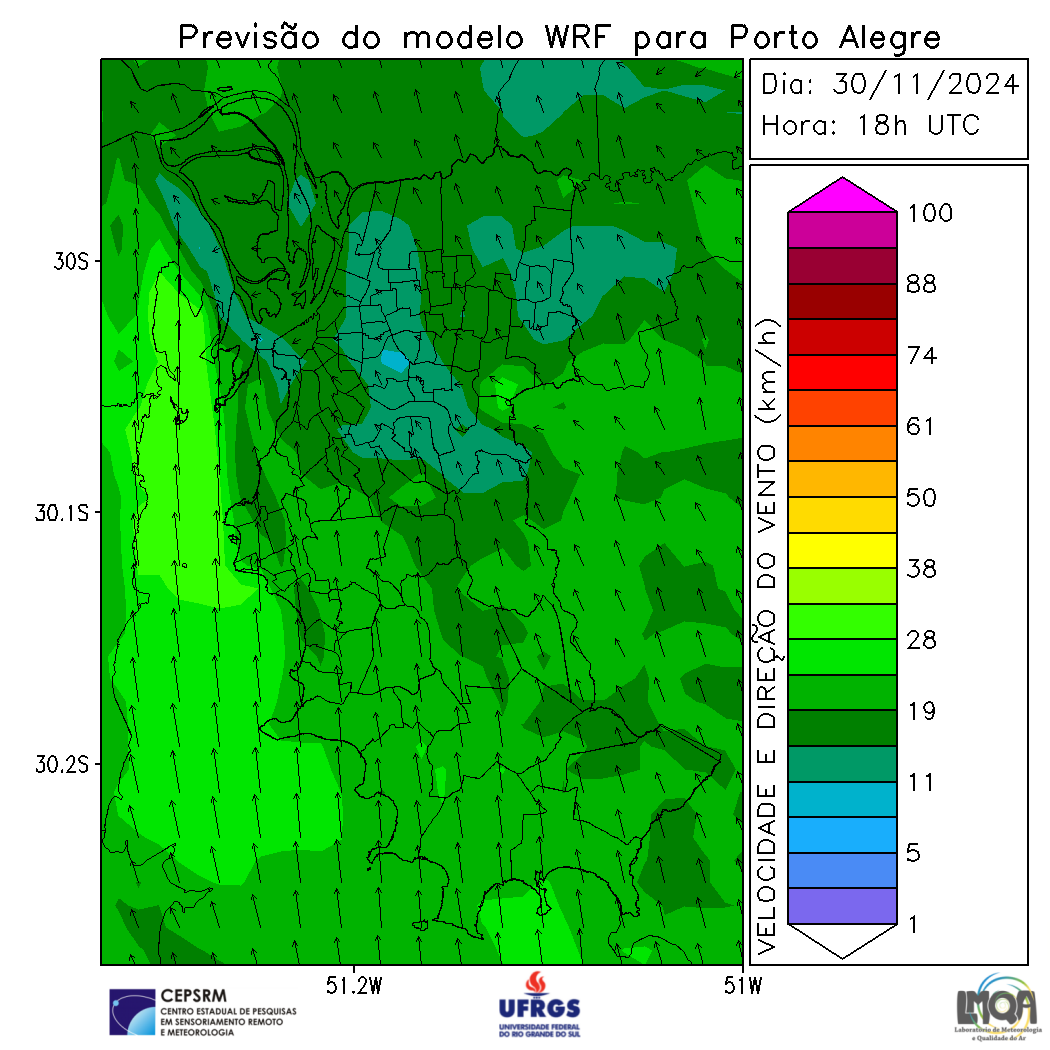 Previsão do modelo WRF para Porto Alegre
Dia: 30/11/2024
Hora: 18h UTC
30S
30.1S
30.2S
51.2W
51W
VELOCIDADE E DIREÇÃO DO VENTO (km/h)
100
88
74
61
50
38
28
19
11
5
1
CEPSRM
CENTRO ESTADUAL DE PESQUISAS
EM SENSORIAMENTO REMOTO
E METEOROLOGIA
UFRGS
UNIVERSIDADE FEDERAL
DO RIO GRANDE DO SUL
LMQA
Laboratório de Meteorologia
e Qualidade do Ar